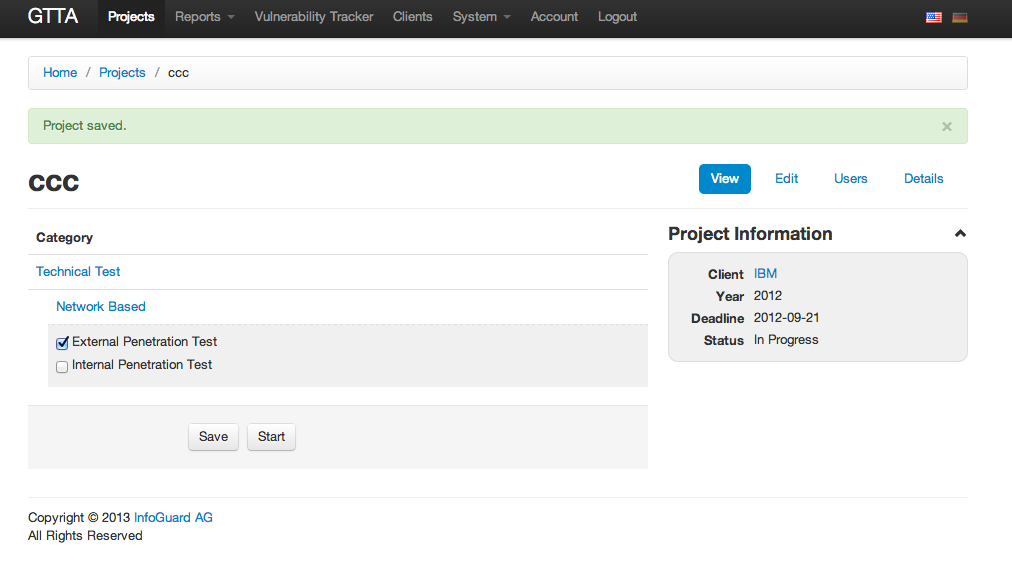 GTTA Projects Reports Vulnerability Tracker Clients System Account Logout
Home / Projects / ccc
Project saved. ×
ccc
View Edit Users Details
Category
Technical Test
Network Based
External Penetration Test
Internal Penetration Test
Save Start
Project Information
Client IBM
Year 2012
Deadline 2012-09-21
Status In Progress
Copyright © 2013 InfoGuard AG
All Rights Reserved